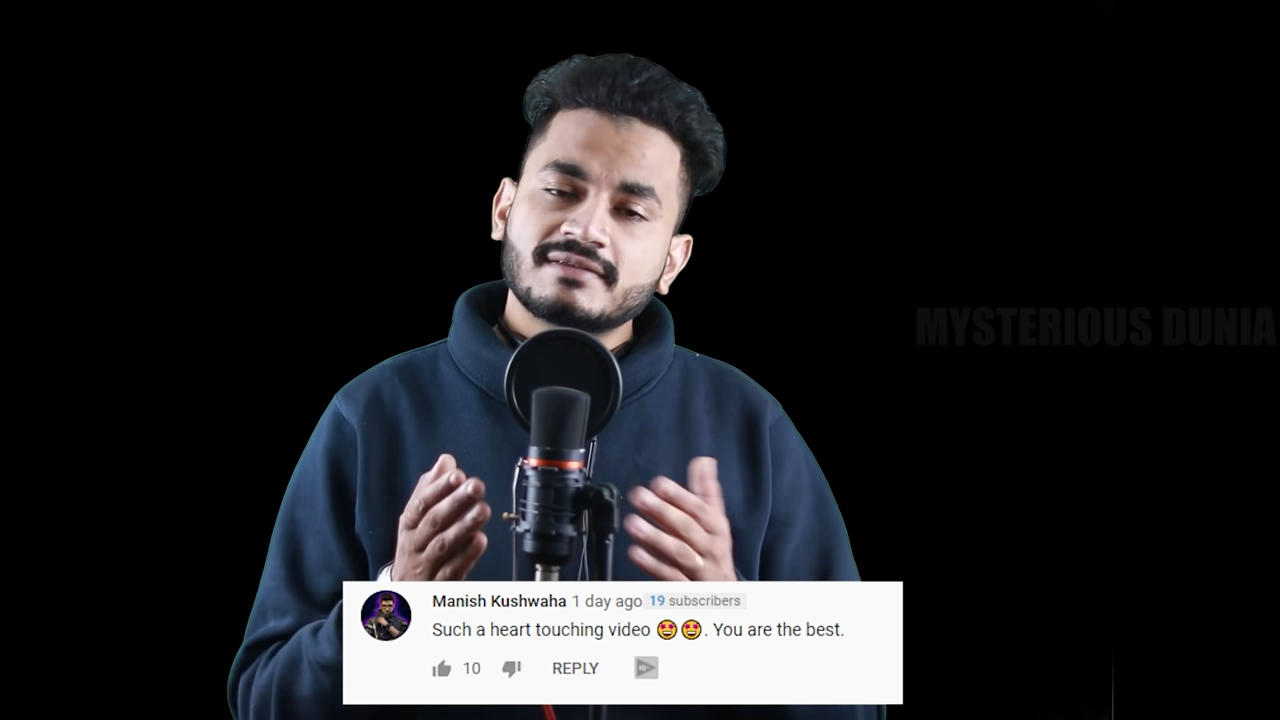 MYSTERIOUS DUNIA
Manish Kushwaha 1 day ago 19 subscribers
Such a heart touching video 🤩🤩. You are the best.
10 REPLY